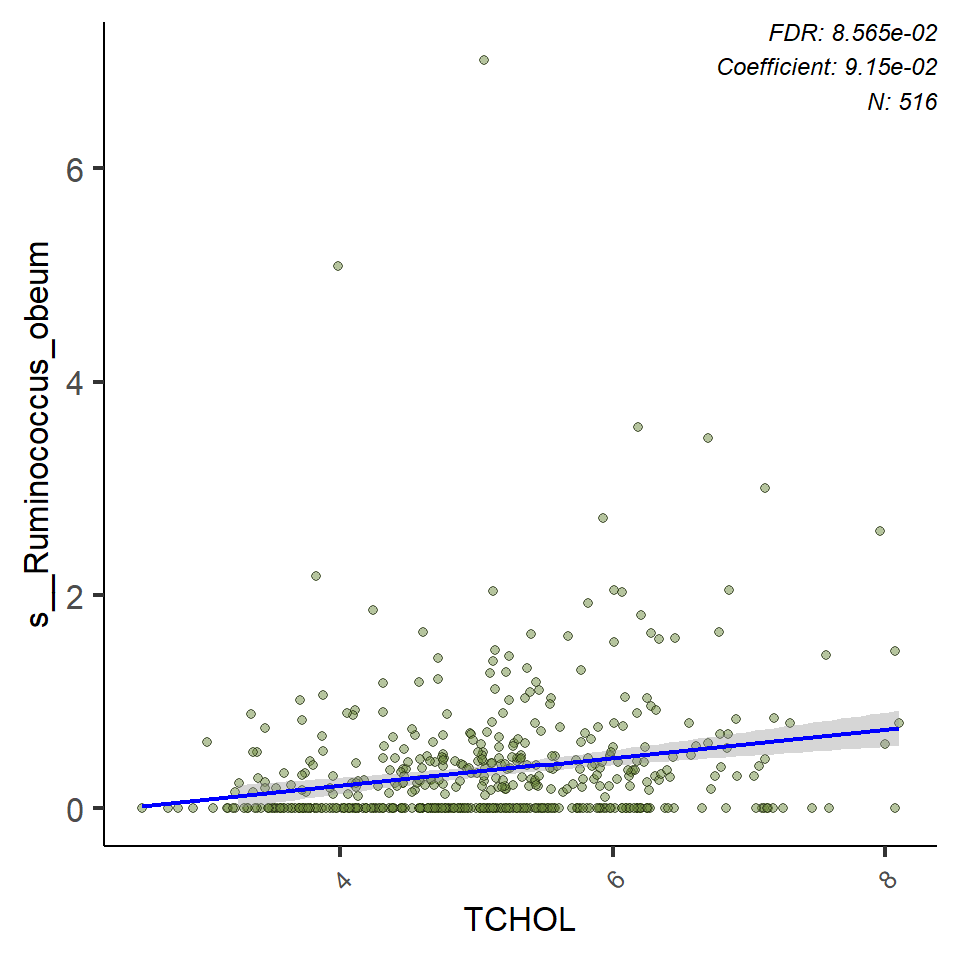 FDR: 8.565e-02
Coefficient: 9.15e-02
N: 516
s__Ruminococcus_obeum
6
4
2
0
4
6
8
TCHOL